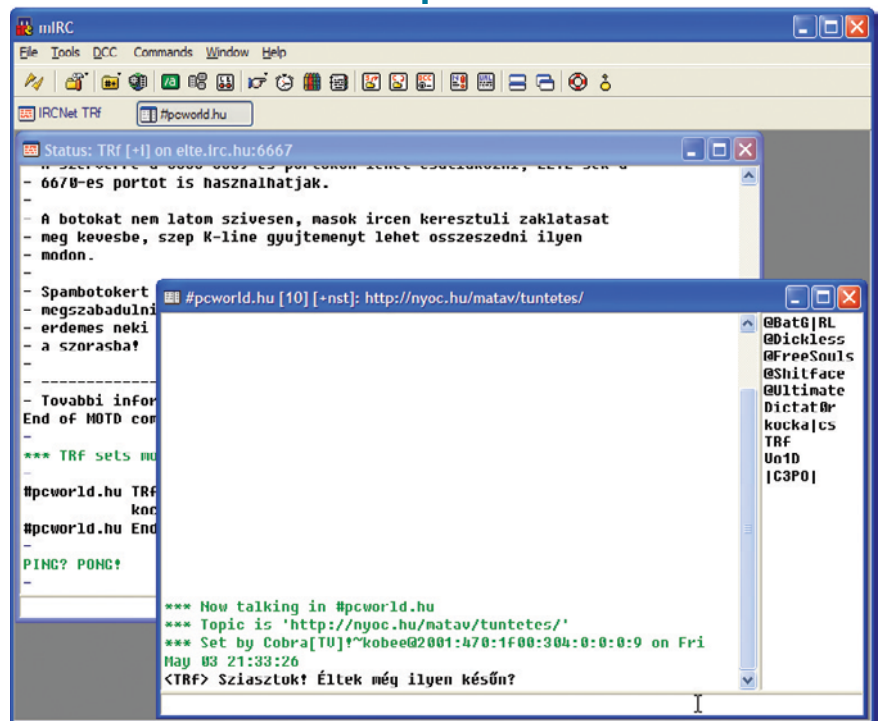 mIRC
File Tools DCC Commands Window Help
IRCNet TRf #pcworld.hu
Status: TRf [+i] on elte.irc.hu:6667
- 6670-es portot is hasznalhatjak.
-
- A botokat nem latom szivesen, masok ircen keresztuli zaklatasat
- meg kevesbe, szep K-line gyujtemenyt lehet osszeszedni ilyen
- modon.
-
- Spambotokert
- megszabadulni
- erdemes neki
- a szorasba!
-
- --------------
- Tovabbi infor
End of MOTD com
-
*** TRf sets mo
-
#pcworld.hu TRf
koc
#pcworld.hu End
-
PING? PONG!
-
#pcworld.hu [10] [+nst]: http://nyoc.hu/matav/tuntetes/
*** Now talking in #pcworld.hu
*** Topic is 'http://nyoc.hu/matav/tuntetes/'
*** Set by Cobra[TV]!~kobee@2001:470:1F00:304:0:0:0:9 on Fri
May 03 21:33:26
<TRf> Sziasztok! Éltek még ilyen későn?
@BatG|RL
@Dickless
@FreeSouls
@Shitface
@Ultimate
Dictat0r
kocka|cs
TRf
Un1D
|C3PO|